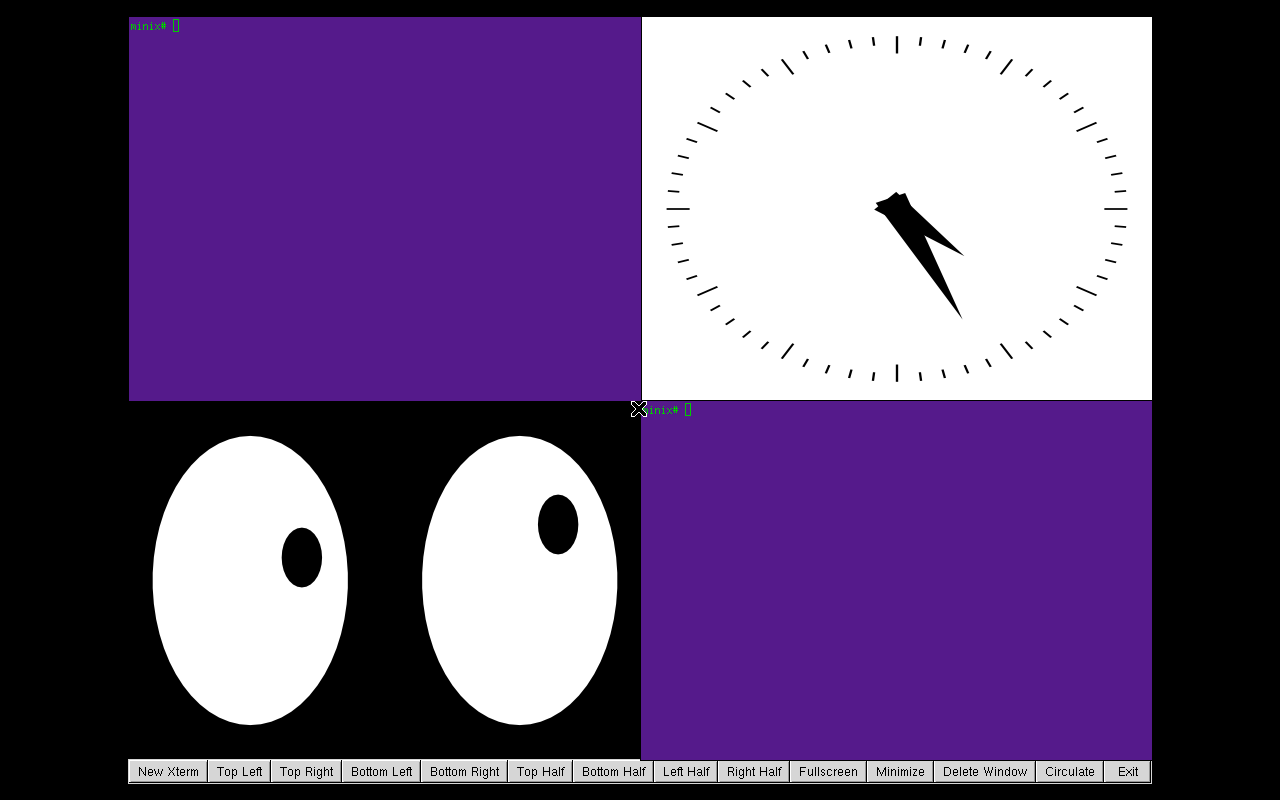 minix#
minix#
New Xterm Top Left Top Right Bottom Left Bottom Right Top Half Bottom Half Left Half Right Half Fullscreen Minimize Delete Window Circulate Exit